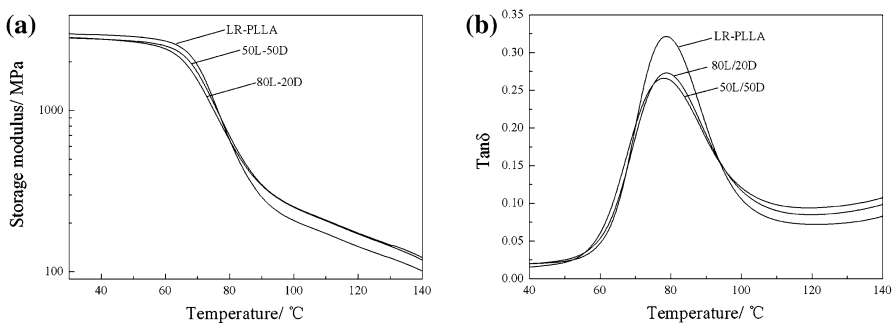 (a)
Storage modulus/ MPa
1000
100
LR-PLLA
50L-50D
80L-20D
40 60 80 100 120 140
Temperature/ ℃
(b)
Tanδ
0.35
0.30
0.25
0.20
0.15
0.10
0.05
0.00
LR-PLLA
80L/20D
50L/50D
40 60 80 100 120 140
Temperature/ ℃